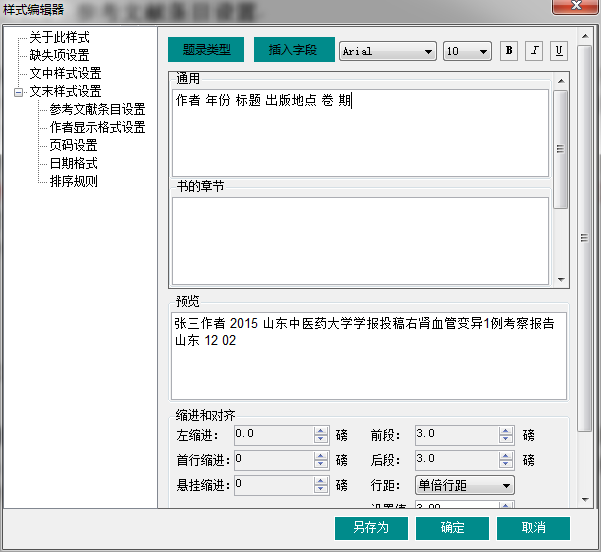 样式编辑器
关于此样式
缺失项设置
文中样式设置
文末样式设置
参考文献条目设置
作者显示格式设置
页码设置
日期格式
排序规则
题录类型 插入字段 Arial 10 B I U
通用
作者 年份 标题 出版地点 卷 期
书的章节
预览
张三作者 2015 山东中医药大学学报投稿右肾血管变异1例考察报告
山东 12 02
缩进和对齐
左缩进： 0.0 磅 前段： 3.0 磅
首行缩进： 0 磅 后段： 3.0 磅
悬挂缩进： 0 磅 行距： 单倍行距
另存为 确定 取消